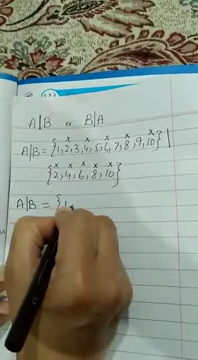 A|B or B|A
A|B = {1,2,3,4,5,6,7,8,9,10} |
{2,4,6,8,10}
A|B = {1,